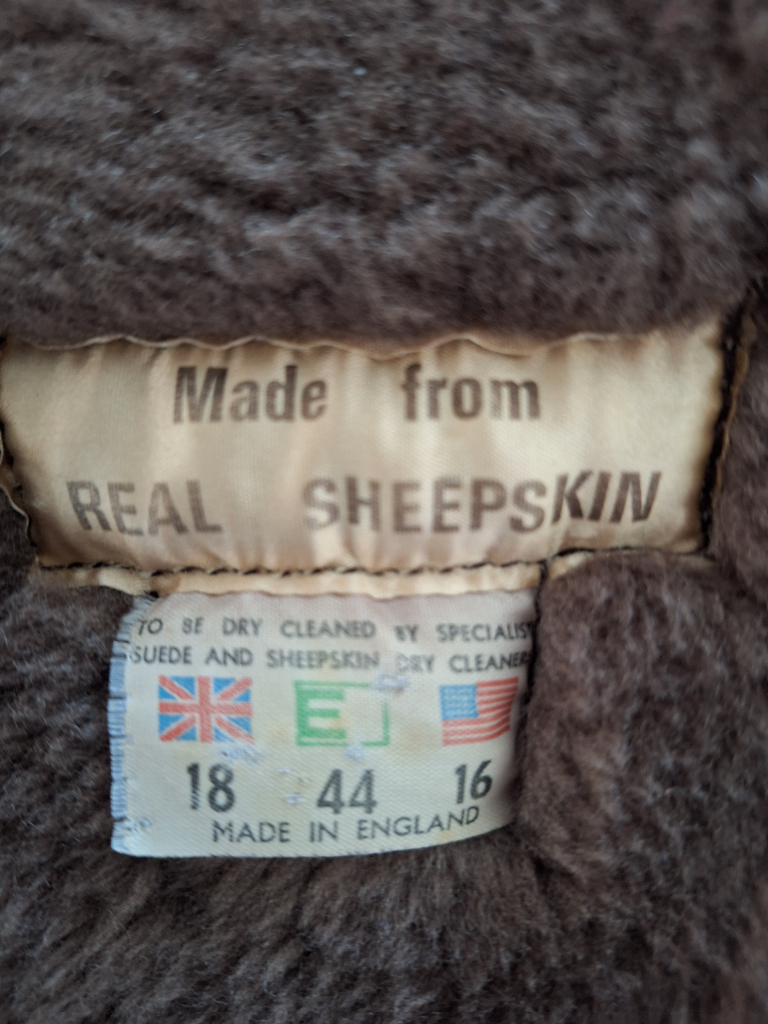 Made from
REAL SHEEPSKIN
TO BE DRY CLEANED BY SPECIALIST
SUEDE AND SHEEPSKIN DRY CLEANER
E
18 44 16
MADE IN ENGLAND